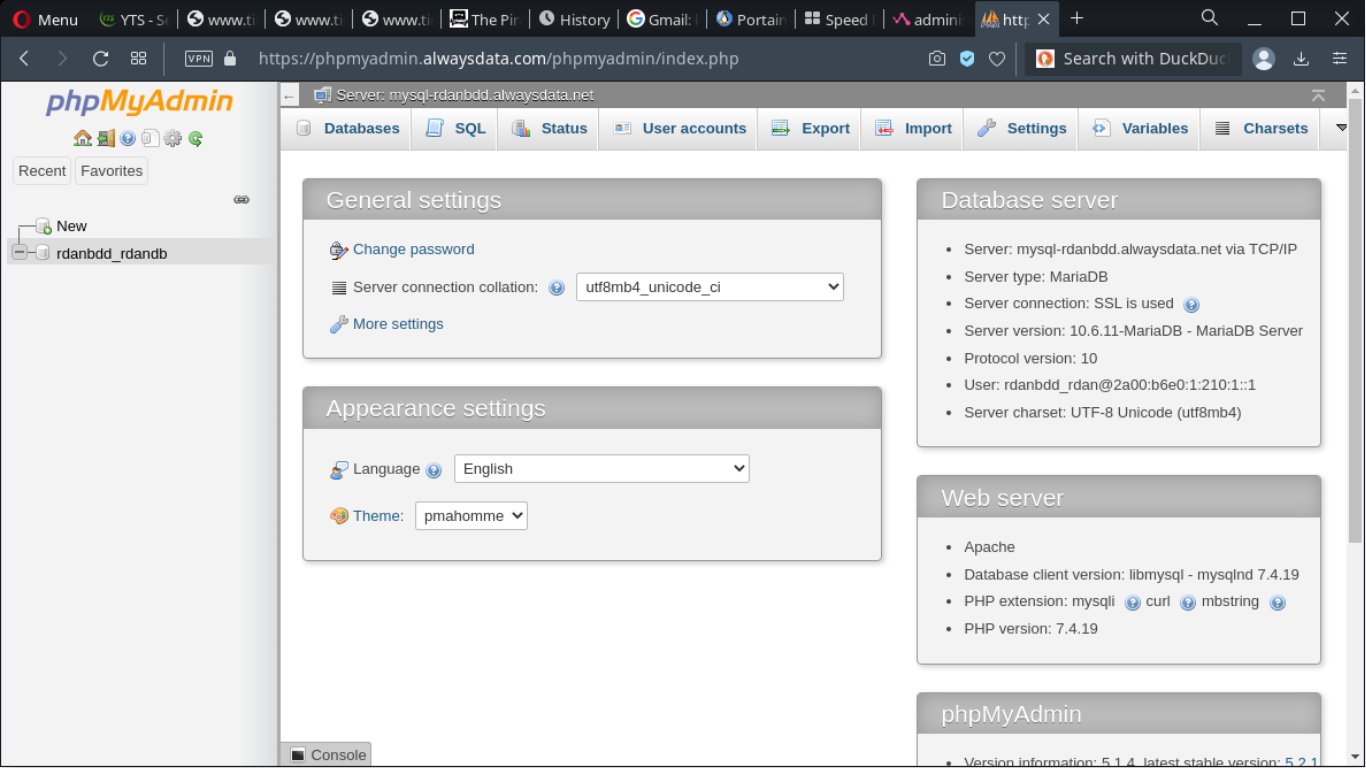 Menu
YTS - Se
www.ti
www.ti
www.ti
The Pir
History
Gmail:
Portain
Speed
admini
http
VPN
https://phpmyadmin.alwaysdata.com/phpmyadmin/index.php
Search with DuckDuc
phpMyAdmin
Recent
Favorites
New
rdanbdd_rdandb
Server: mysql-rdanbdd.alwaysdata.net
Databases
SQL
Status
User accounts
Export
Import
Settings
Variables
Charsets
General settings
Change password
Server connection collation:
utf8mb4_unicode_ci
More settings
Appearance settings
Language
English
Theme:
pmahomme
Database server
Server: mysql-rdanbdd.alwaysdata.net via TCP/IP
Server type: MariaDB
Server connection: SSL is used
Server version: 10.6.11-MariaDB - MariaDB Server
Protocol version: 10
User: rdanbdd_rdan@2a00:b6e0:1:210:1::1
Server charset: UTF-8 Unicode (utf8mb4)
Web server
Apache
Database client version: libmysql - mysqlnd 7.4.19
PHP extension: mysqli curl mbstring
PHP version: 7.4.19
phpMyAdmin
Version information: 5.1.4, latest stable version: 5.2.1
Console